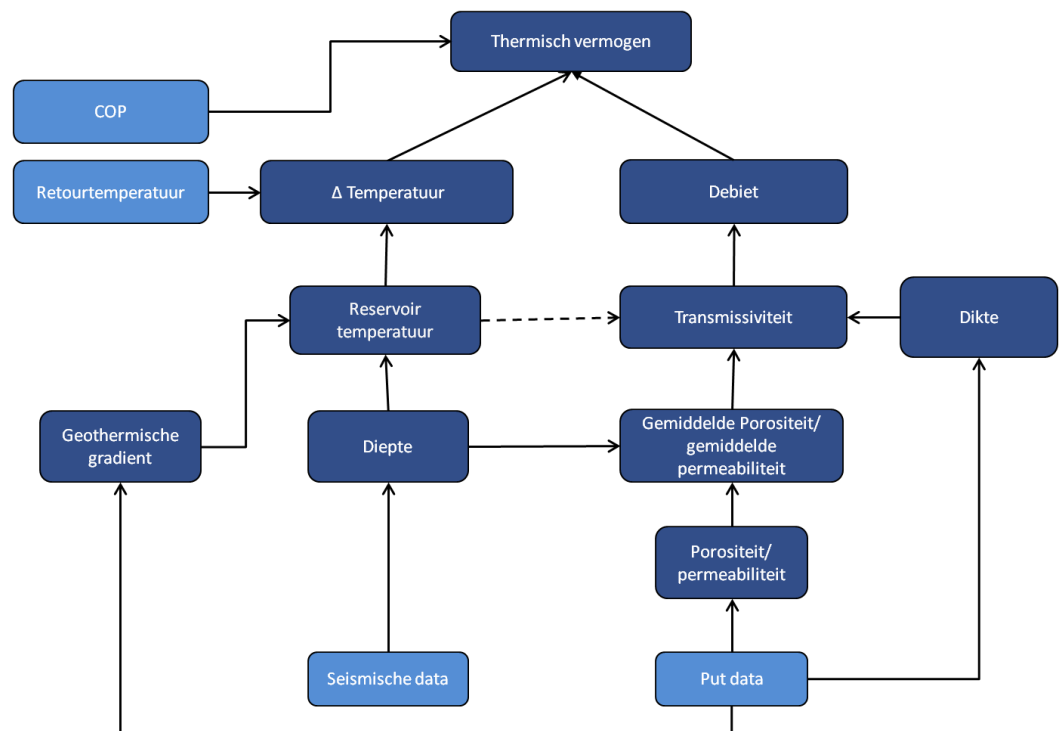 Thermisch vermogen
COP
Retourtemperatuur
Δ Temperatuur
Debiet
Reservoir
temperatuur
Transmissiviteit
Dikte
Geothermische
gradient
Diepte
Gemiddelde Porositeit/
gemiddelde
permeabiliteit
Porositeit/
permeabiliteit
Seismische data
Put data